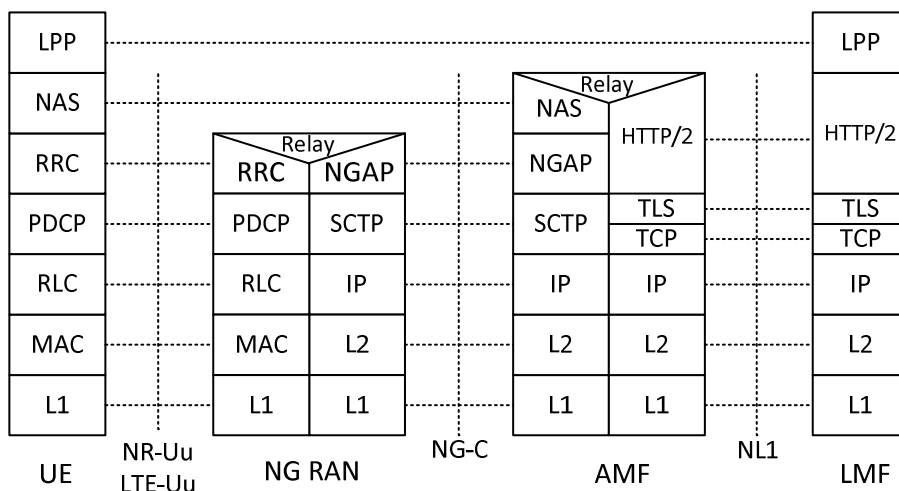 LPP
LPP
NAS
Relay
NAS
HTTP/2
HTTP/2
RRC
Relay
RRC
NGAP
NGAP
PDCP
PDCP
SCTP
SCTP
TLS
TCP
TLS
TCP
RLC
RLC
IP
IP
IP
IP
MAC
MAC
L2
L2
L2
L2
L1
L1
L1
L1
L1
L1
UE
NR-Uu
LTE-Uu
NG RAN
NG-C
AMF
NL1
LMF